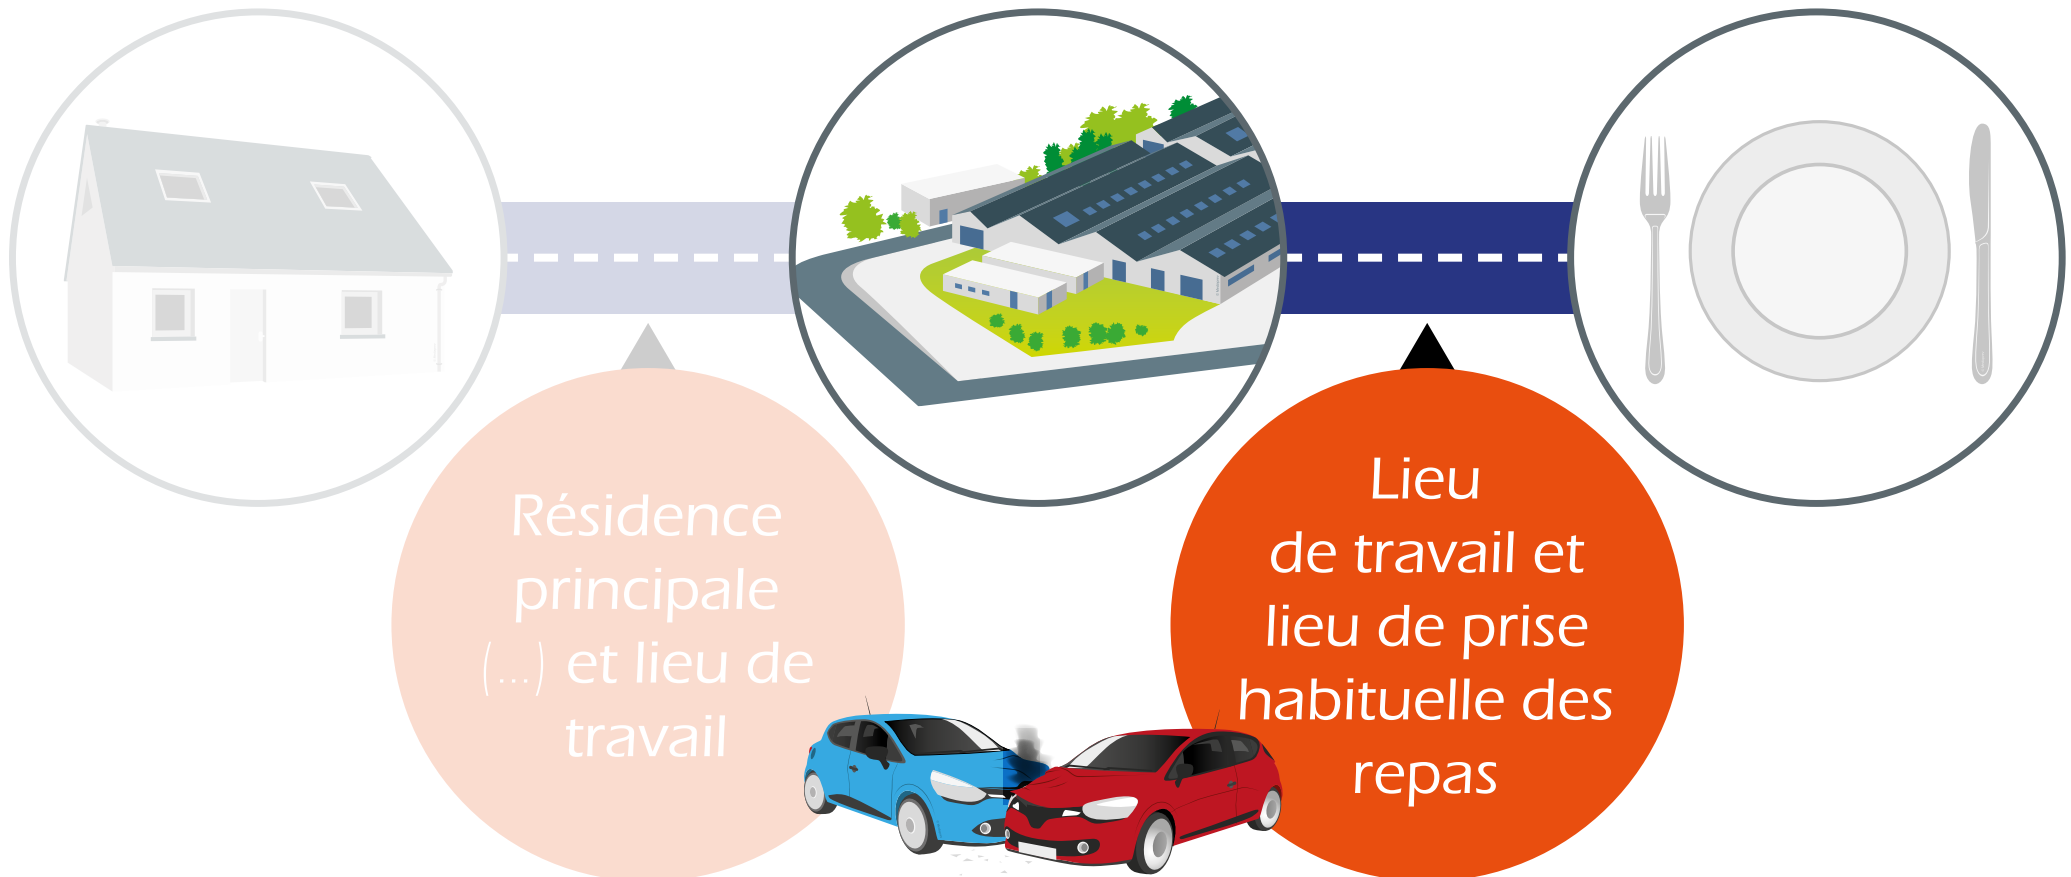 Résidence
principale
(...) et lieu de
travail
Lieu
de travail et
lieu de prise
habituelle des
repas